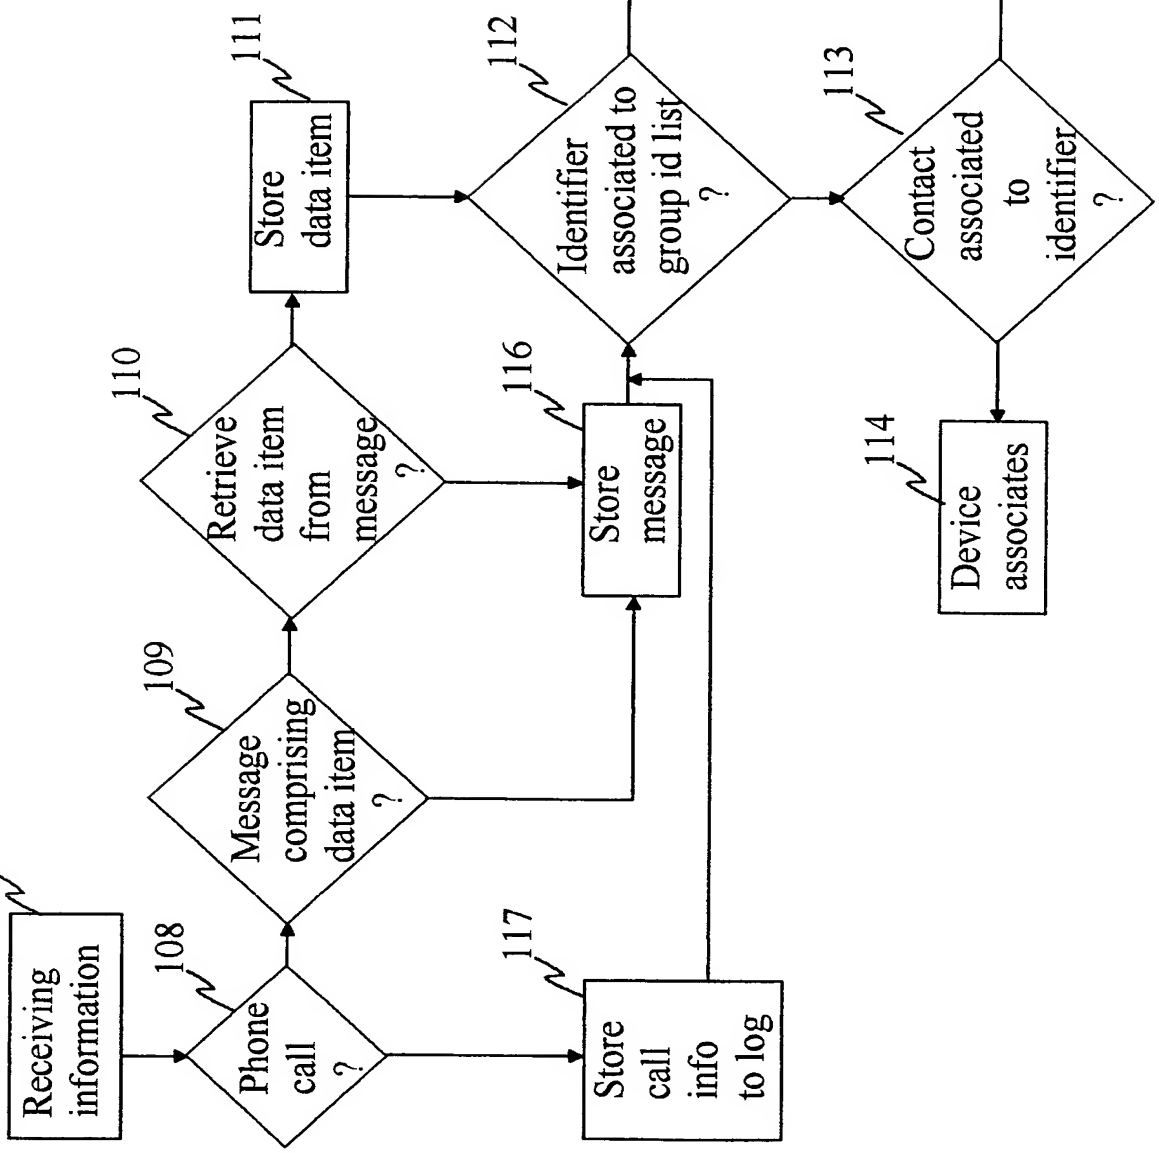 Receiving
information
108
Phone
call
?
109
Message
comprising
data item
?
110
Retrieve
data item
from
message
?
111
Store
data item
117
Store
call
info
to log
116
Store
message
112
Identifier
associated to
group id list
?
113
Contact
associated
to
identifier
?
114
Device
associates